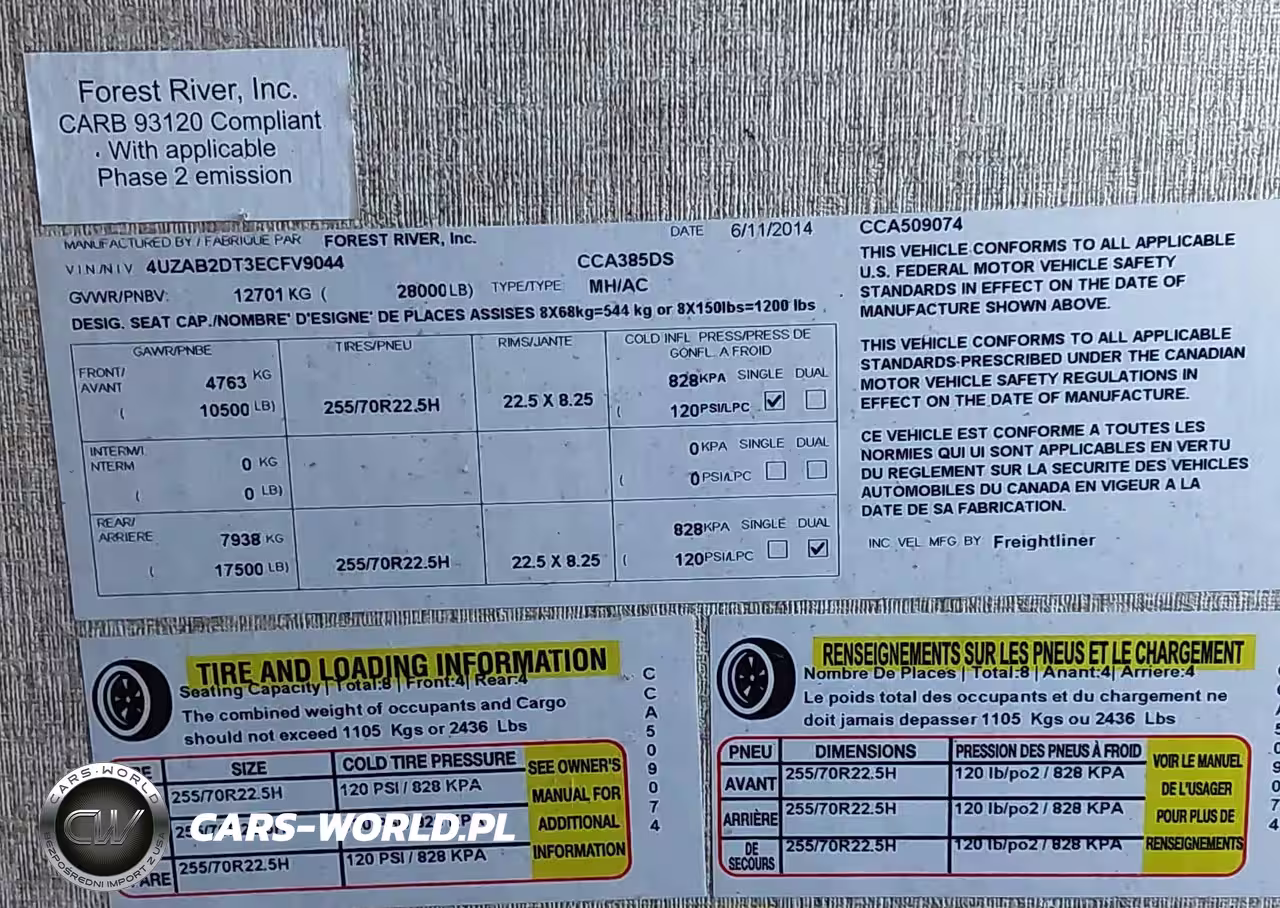 Forest River, Inc.
CARB 93120 Compliant
With applicable
Phase 2 emission
MANUFACTURED BY / FABRIQUE PAR FOREST RIVER, Inc. DATE 6/11/2014
VIN/NIV 4UZAB2DT3ECFV9044 CCA385DS
GVWR/PNBV: 12701 KG ( 28000 LB) TYPE/TYPE MH/AC
DESIG. SEAT CAP./NOMBRE' D'ESIGNE' DE PLACES ASSISES 8X68kg=544 kg or 8X150lbs=1200 lbs
GAWR/PNBE TIRES/PNEU RIMS/JANTE COLD INFL PRESS/PRESS DE
GONFL. A FROID
FRONT/
AVANT 4763 KG 828KPA SINGLE DUAL
( 10500 LB) 255/70R22.5H 22.5 X 8.25 ( 120PSI/LPC
INTERM/I
NTERM 0 KG 0KPA SINGLE DUAL
( 0 LB) ( 0PSI/LPC
REAR/
ARRIERE 7938 KG 828KPA SINGLE DUAL
( 17500 LB) 255/70R22.5H 22.5 X 8.25 ( 120PSI/LPC
CCA509074
THIS VEHICLE CONFORMS TO ALL APPLICABLE
U.S. FEDERAL MOTOR VEHICLE SAFETY
STANDARDS IN EFFECT ON THE DATE OF
MANUFACTURE SHOWN ABOVE.
THIS VEHICLE CONFORMS TO ALL APPLICABLE
STANDARDS PRESCRIBED UNDER THE CANADIAN
MOTOR VEHICLE SAFETY REGULATIONS IN
EFFECT ON THE DATE OF MANUFACTURE.
CE VEHICLE EST CONFORME A TOUTES LES
NORMIES QUI UI SONT APPLICABLES EN VERTU
DU REGLEMENT SUR LA SECURITE DES VEHICLES
AUTOMOBILES DU CANADA EN VIGEUR A LA
DATE DE SA FABRICATION.
INC VEL MFG BY Freightliner
TIRE AND LOADING INFORMATION
Seating Capacity | Total:8 | Front:4| Rear:4
The combined weight of occupants and Cargo
should not exceed 1105 Kgs or 2436 Lbs
SIZE COLD TIRE PRESSURE
255/70R22.5H 120 PSI / 828 KPA
255/70R22.5H 120 PSI / 828 KPA
SEE OWNER'S
MANUAL FOR
ADDITIONAL
INFORMATION
CCA509074
RENSEIGNEMENTS SUR LES PNEUS ET LE CHARGEMENT
Nombre De Places | Total:8 | Anant:4| Arriere:4
Le poids total des occupants et du chargement ne
doit jamais depasser 1105 Kgs ou 2436 Lbs
PNEU DIMENSIONS PRESSION DES PNEUS À FROID
AVANT 255/70R22.5H 120 lb/po2 / 828 KPA
ARRIÈRE 255/70R22.5H 120 lb/po2 / 828 KPA
DE
SECOURS 255/70R22.5H 120 lb/po2 / 828 KPA
VOIR LE MANUEL
DE L'USAGER
POUR PLUS DE
RENSEIGNEMENTS
CARS-WORLD
CW
BEZPOŚREDNI IMPORT Z USA
CARS-WORLD.PL